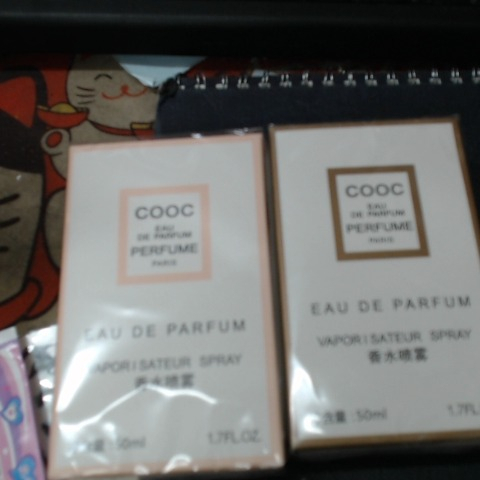 COOC
EAU
DE PARFUM
PERFUME
PARIS
EAU DE PARFUM
VAPORISATEUR SPRAY
香水喷雾
50ml 1.7FL.OZ.
COOC
EAU
DE PARFUM
PERFUME
PARIS
EAU DE PARFUM
VAPORISATEUR SPRAY
香水喷雾
含量:50ml 1.7FL